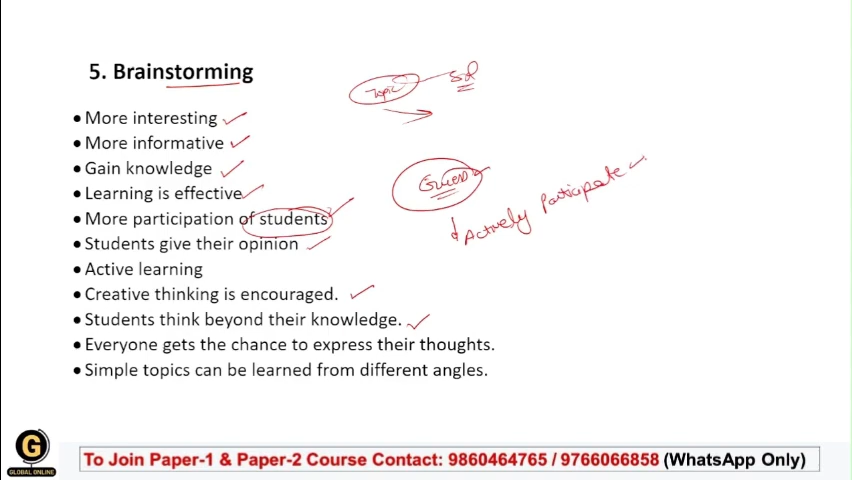 5. Brainstorming
Topic
• More interesting
• More informative
• Gain knowledge
• Learning is effective
• More participation of students
• Students give their opinion
• Active learning
• Creative thinking is encouraged.
• Students think beyond their knowledge.
• Everyone gets the chance to express their thoughts.
• Simple topics can be learned from different angles.
Guess
Actively Participate
G
GLOBAL ONLINE
To Join Paper-1 & Paper-2 Course Contact: 9860464765 / 9766066858 (WhatsApp Only)